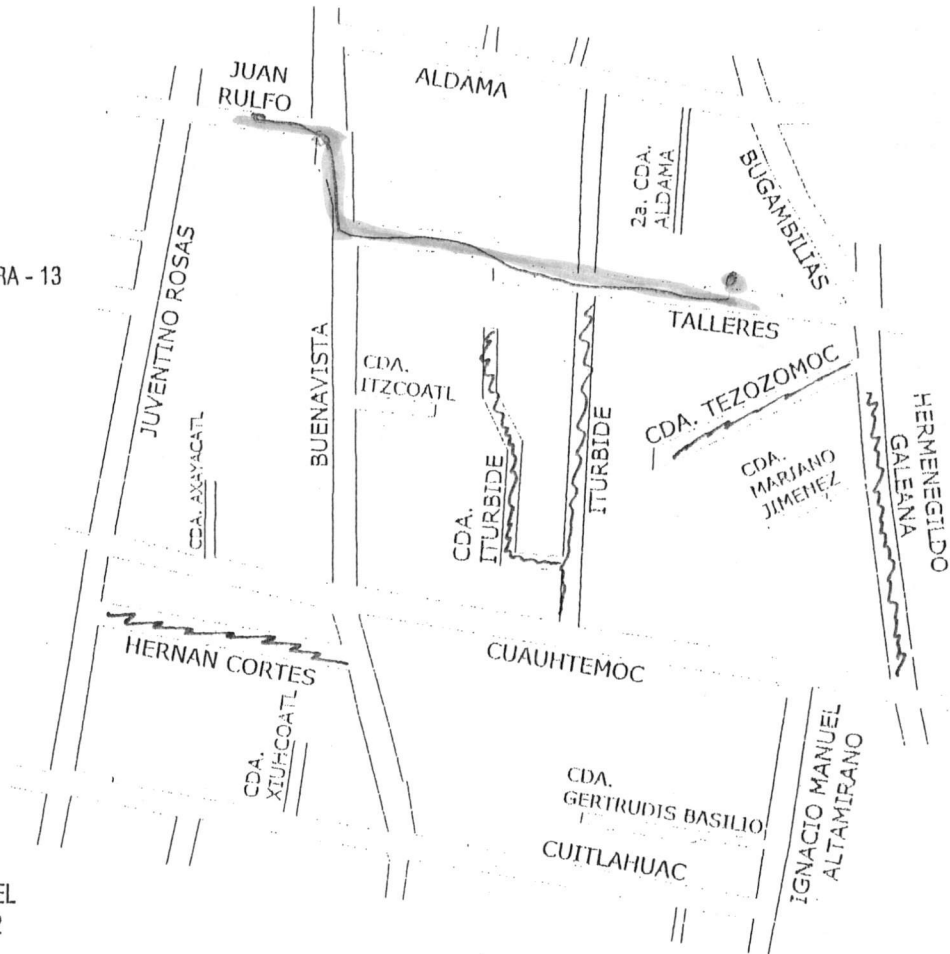 JUAN
RULFO
ALDAMA
2a. CDA.
ALDAMA
BUGAMBILIAS
RA - 13
JUVENTINO ROSAS
TALLERES
BUENAVISTA
CDA.
ITZCOATL
CDA. TEZOZOMOC
ITURBIDE
CDA.
ITURBIDE
CDA.
MARIANO
JIMENEZ
HERMENEGILDO
GALEANA
CDA. AXAYACATL
HERNAN CORTES
CUAUHTEMOC
CDA.
XIUHCOATL
IGNACIO MANUEL
ALTAMIRANO
CDA.
GERTRUDIS BASILIO
CUITLAHUAC
EL
2